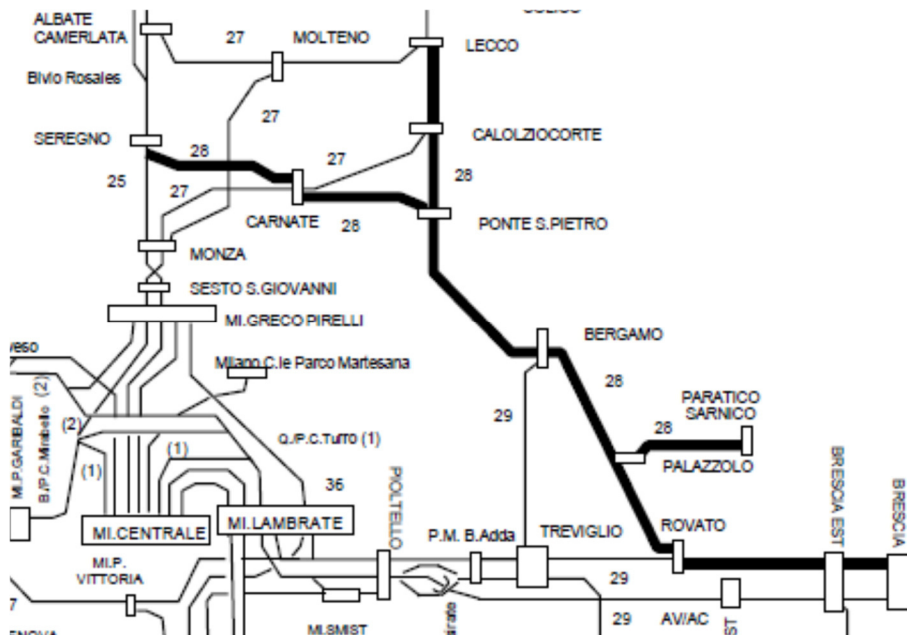 ALBATE
CAMERLATA
27
MOLTENO
LECCO
Bivio Rosales
27
SEREGNO
CALOLZIOCORTE
28
27
25
27
28
CARNATE
28
PONTE S.PIETRO
MONZA
SESTO S.GIOVANNI
MI.GRECO PIRELLI
BERGAMO
Milano C.le Parco Martesana
28
29
PARATICO
SARNICO
(2)
(2)
28
MI.P.GARIBALDI
B./P.C.Mirabello
Q./P.C.Turro (1)
PALAZZOLO
(1)
(1)
36
MI.CENTRALE
MI.LAMBRATE
PIOLTELLO
P.M. B.Adda
TREVIGLIO
ROVATO
BRESCIA EST
BRESCIA
MI.P.
VITTORIA
29
29
AV/AC
MI.SMIST